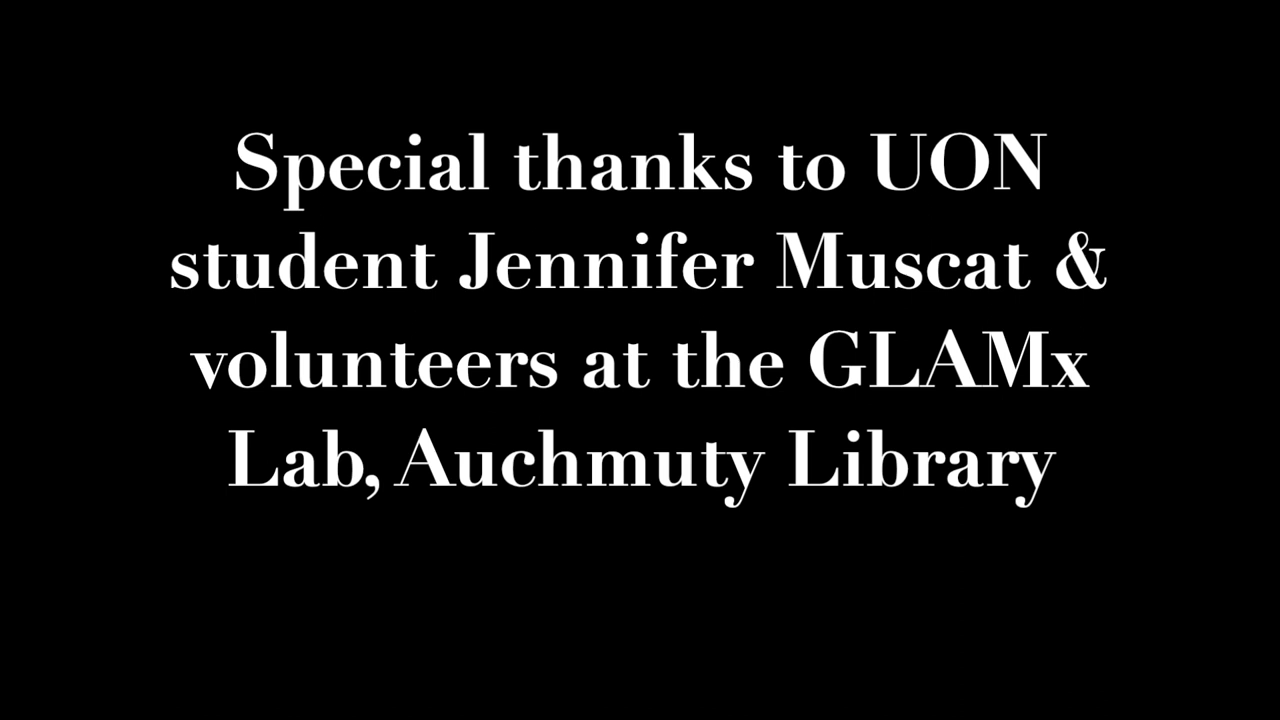 Special thanks to UON
student Jennifer Muscat &
volunteers at the GLAMx
Lab, Auchmuty Library